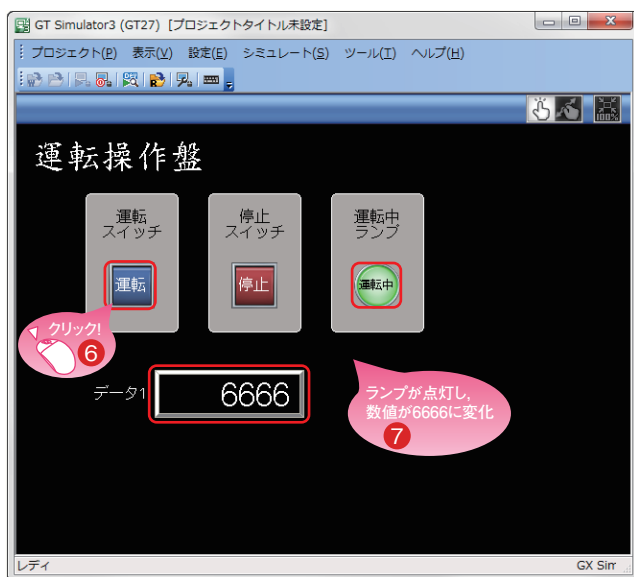 GT Simulator3 (GT27) [プロジェクトタイトル未設定]
プロジェクト(P) 表示(V) 設定(E) シミュレート(S) ツール(T) ヘルプ(H)
100%
運転操作盤
運転
スイッチ
停止
スイッチ
運転中
ランプ
運転
停止
運転中
クリック!
6
データ1
6666
ランプが点灯し,
数値が6666に変化
7
レディ
GX Sim